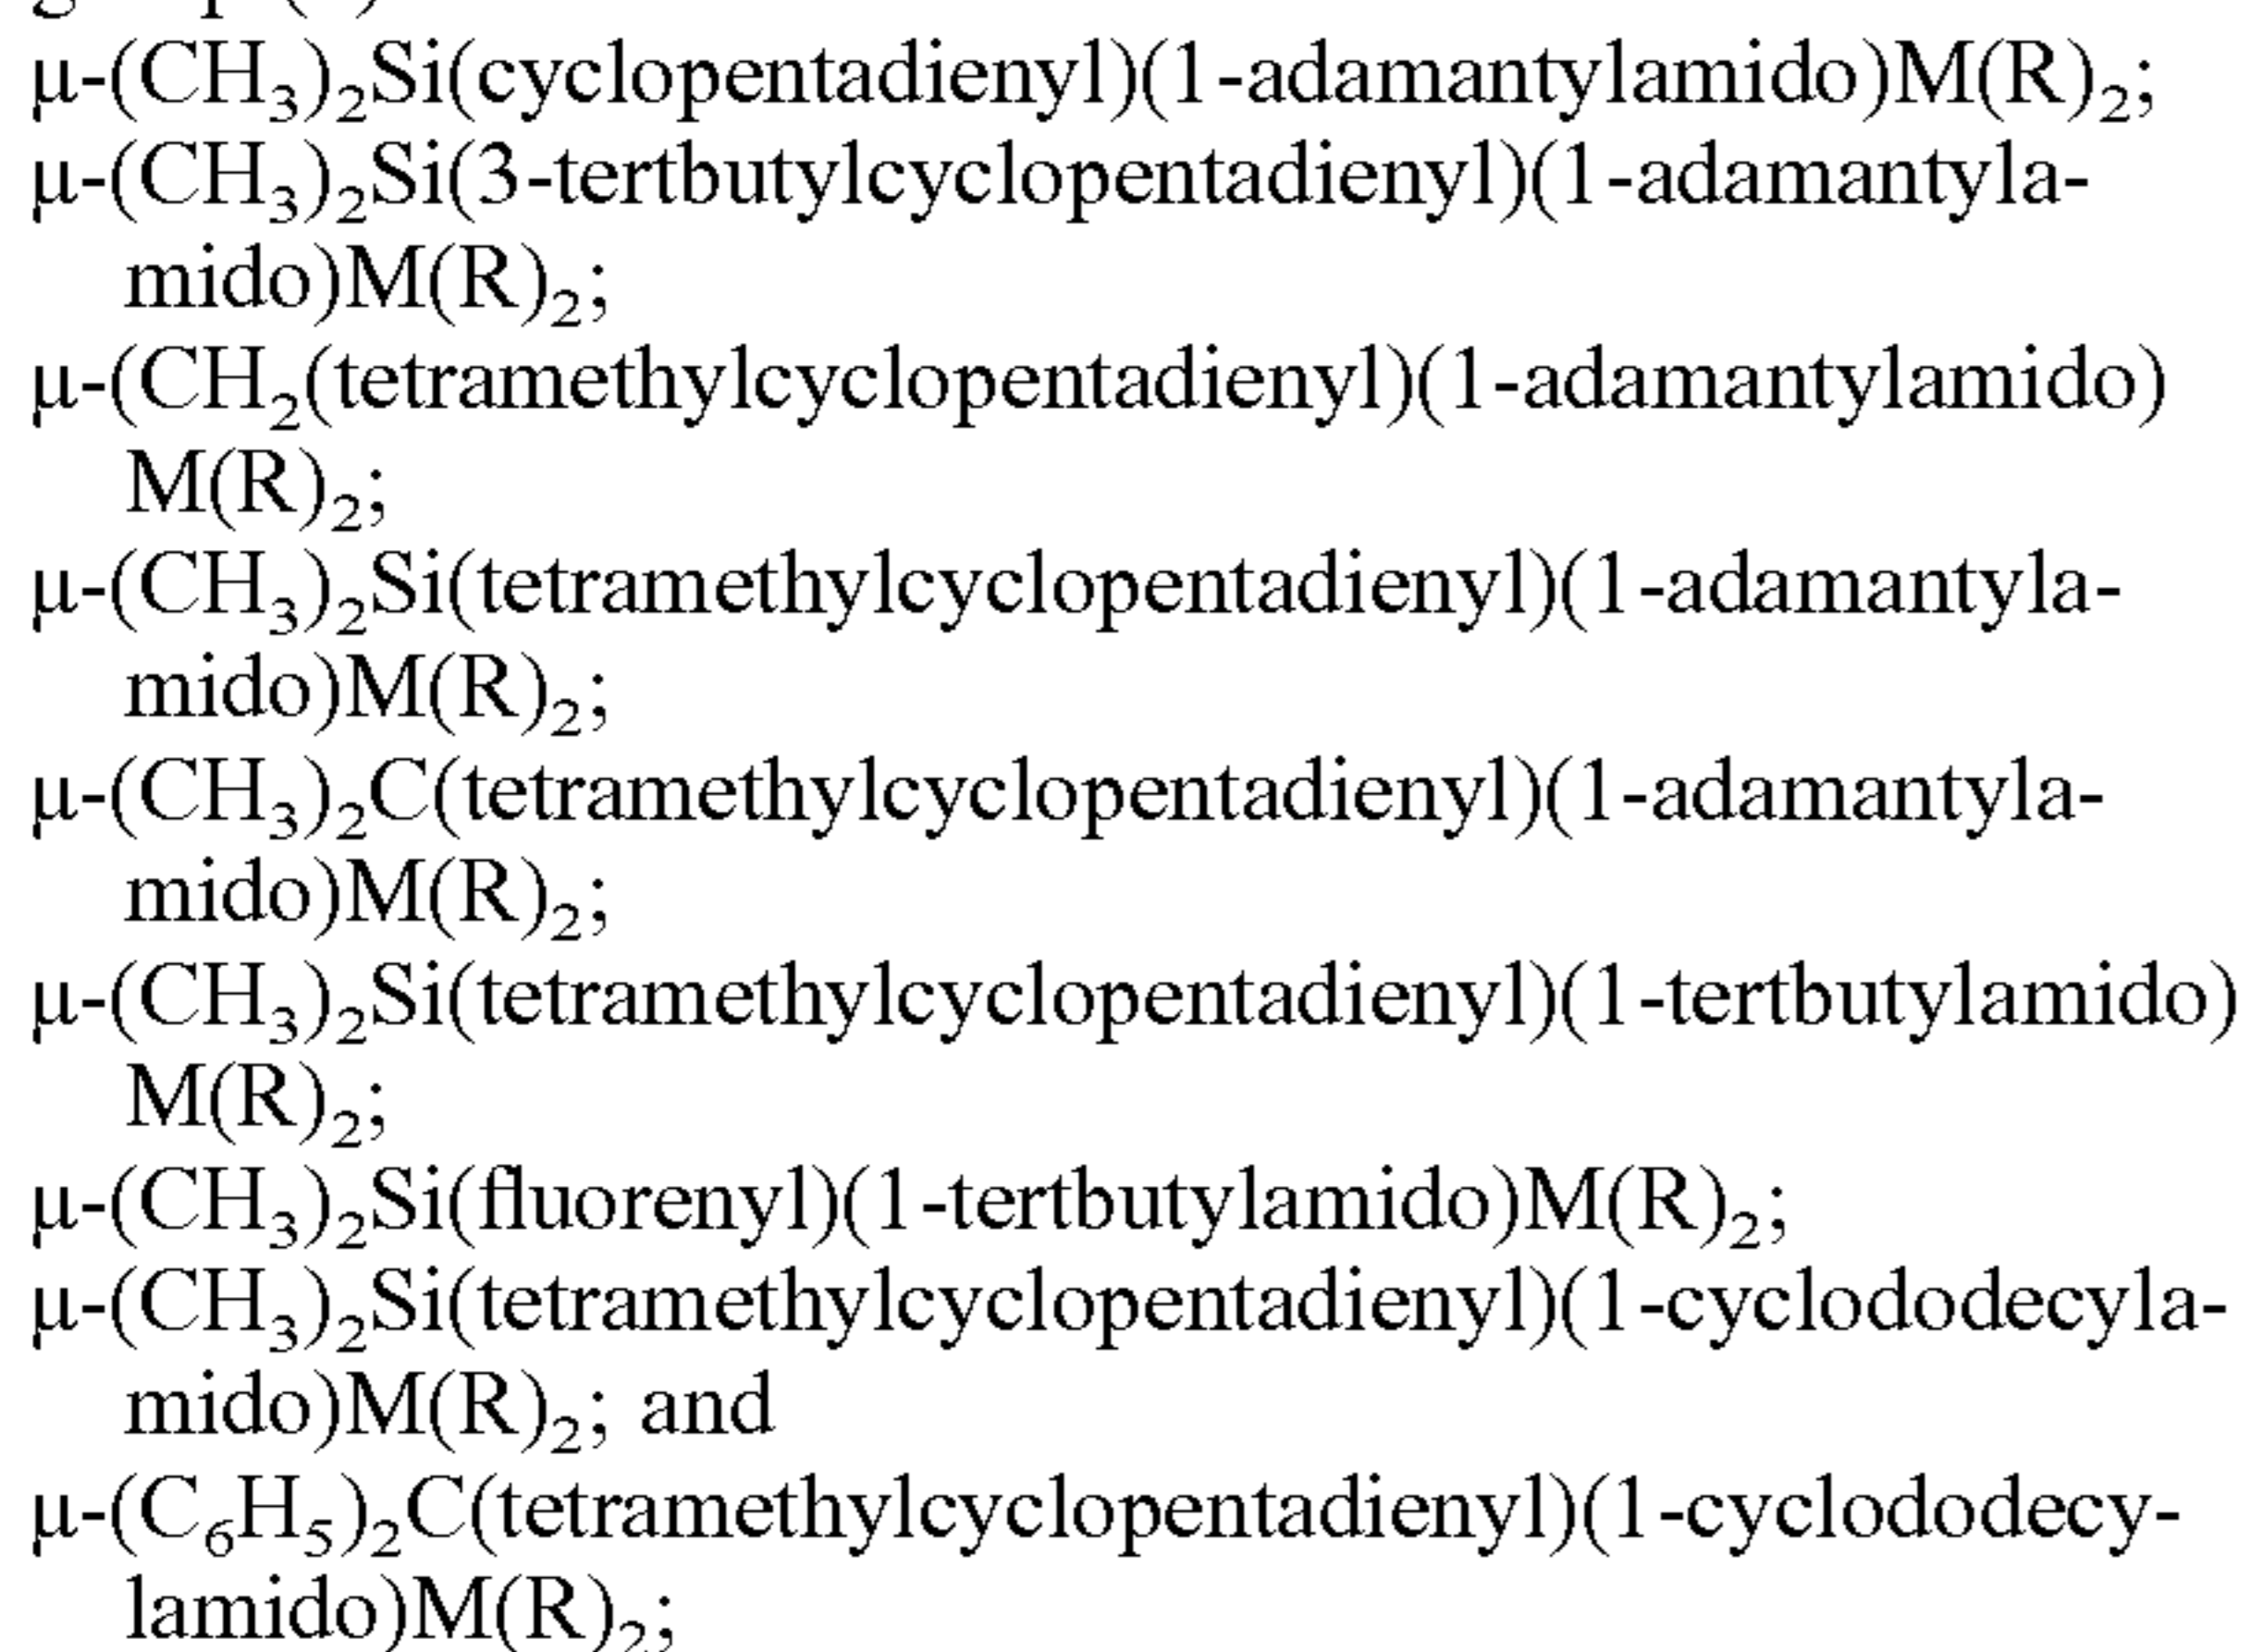 μ-(CH₃)₂Si(cyclopentadienyl)(1-adamantylamido)M(R)₂;
μ-(CH₃)₂Si(3-tertbutylcyclopentadienyl)(1-adamantyla-
mido)M(R)₂;
μ-(CH₂(tetramethylcyclopentadienyl)(1-adamantylamido)
M(R)₂;
μ-(CH₃)₂Si(tetramethylcyclopentadienyl)(1-adamantyla-
mido)M(R)₂;
μ-(CH₃)₂C(tetramethylcyclopentadienyl)(1-adamantyla-
mido)M(R)₂;
μ-(CH₃)₂Si(tetramethylcyclopentadienyl)(1-tertbutylamido)
M(R)₂;
μ-(CH₃)₂Si(fluorenyl)(1-tertbutylamido)M(R)₂;
μ-(CH₃)₂Si(tetramethylcyclopentadienyl)(1-cyclododecyla-
mido)M(R)₂; and
μ-(C₆H₅)₂C(tetramethylcyclopentadienyl)(1-cyclododecy-
lamido)M(R)₂;